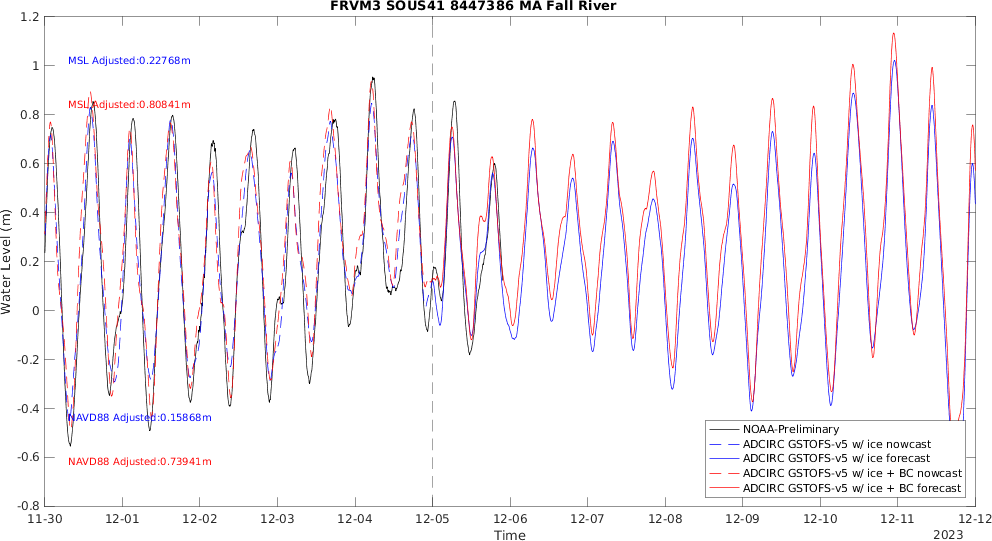 FRVM3 SOUS41 8447386 MA Fall River
1.2
1
0.8
0.6
0.4
0.2
0
-0.2
-0.4
-0.6
-0.8
Water Level (m)
MSL Adjusted:0.22768m
MSL Adjusted:0.80841m
NAVD88 Adjusted:0.15868m
NAVD88 Adjusted:0.73941m
NOAA-Preliminary
ADCIRC GSTOFS-v5 w/ ice nowcast
ADCIRC GSTOFS-v5 w/ ice forecast
ADCIRC GSTOFS-v5 w/ ice + BC nowcast
ADCIRC GSTOFS-v5 w/ ice + BC forecast
11-30 12-01 12-02 12-03 12-04 12-05 12-06 12-07 12-08 12-09 12-10 12-11 12-12
Time
2023